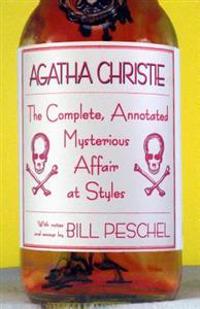 AGATHA CHRISTIE
The Complete, Annotated
Mysterious
Affair
at Styles
With notes
and essays by BILL PESCHEL